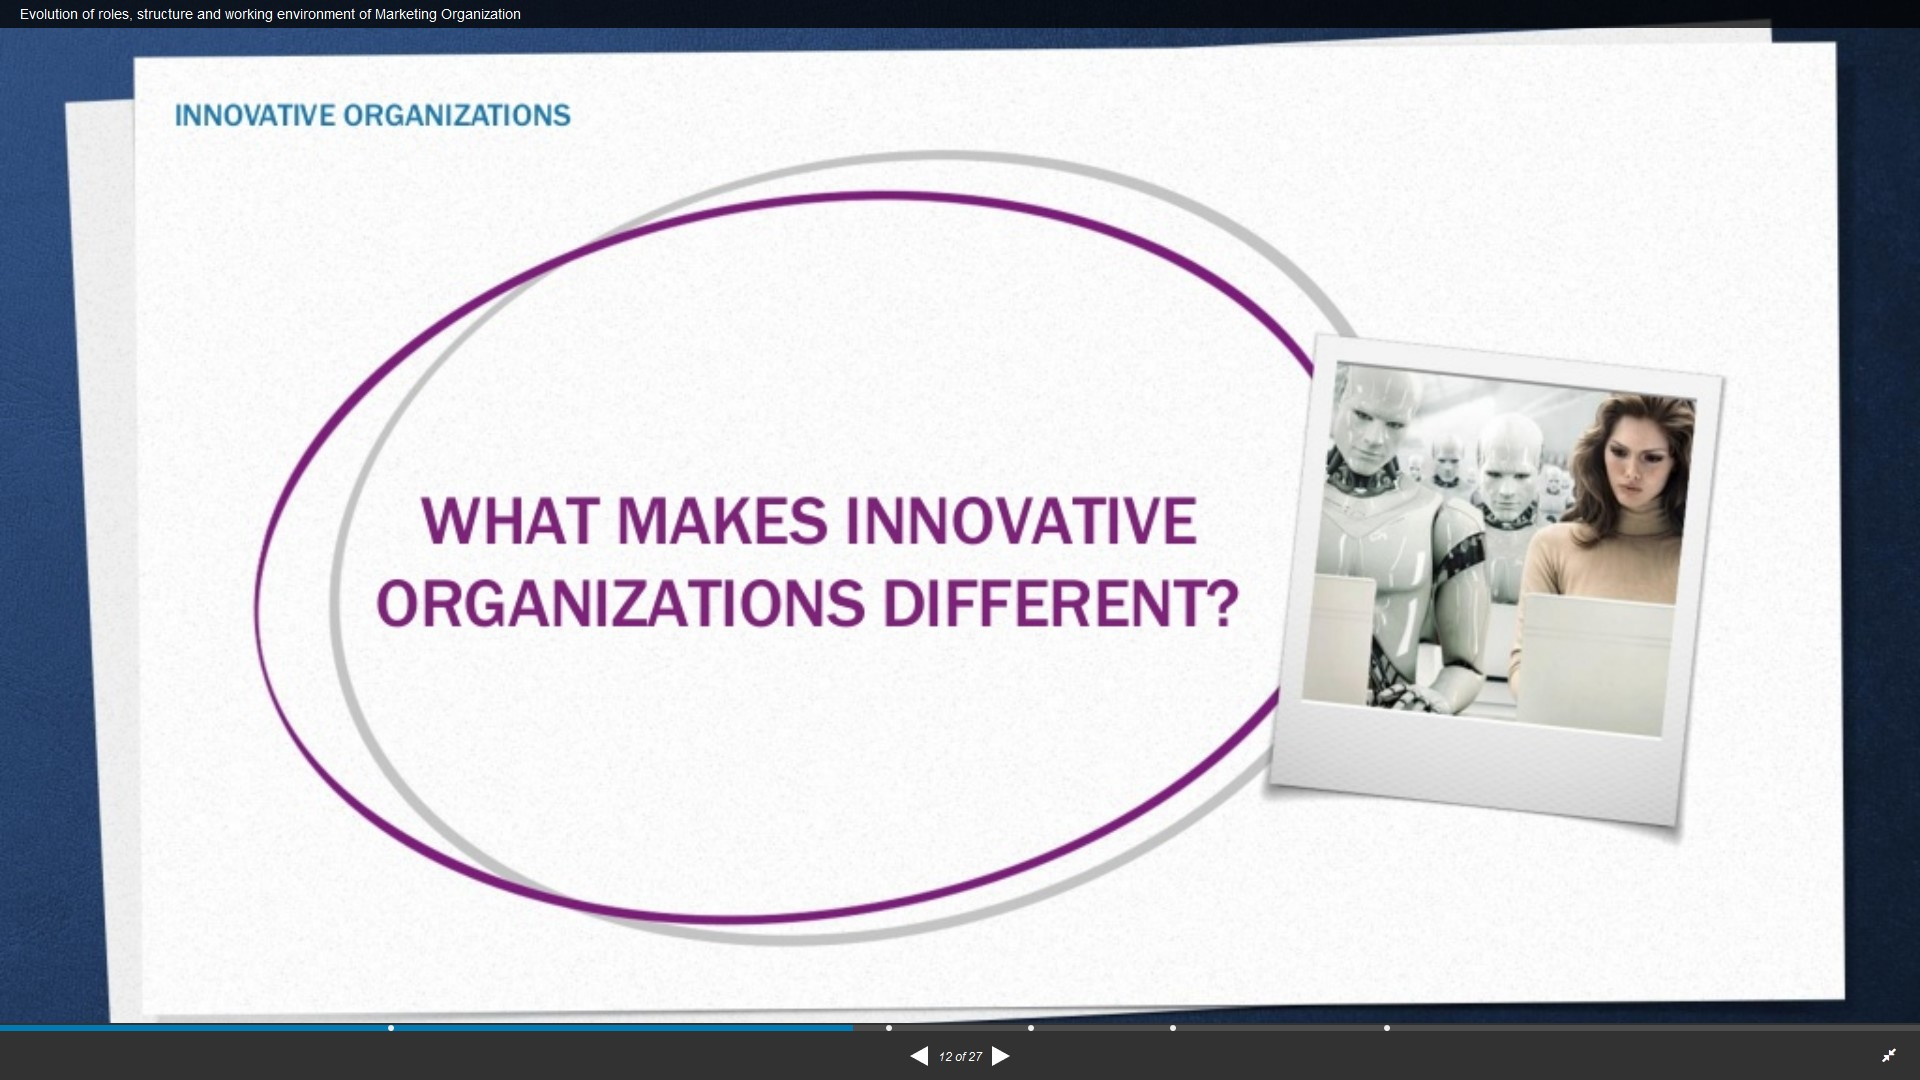 Evolution of roles, structure and working environment of Marketing Organization
INNOVATIVE ORGANIZATIONS
WHAT MAKES INNOVATIVE
ORGANIZATIONS DIFFERENT?
12 of 27